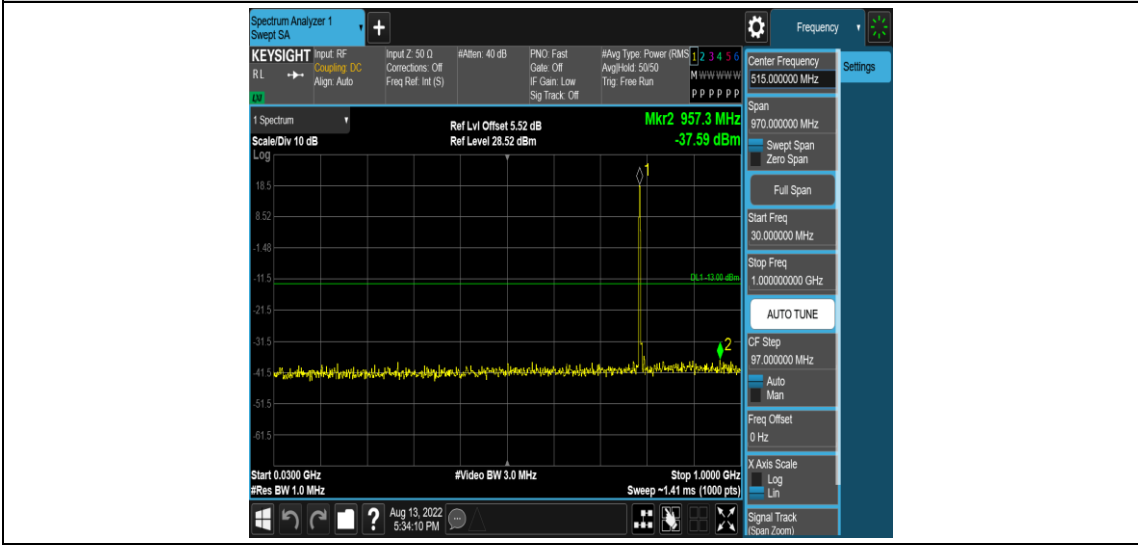 Spectrum Analyzer 1
Swept SA
+
Frequency
KEYSIGHT
RL
LM
Input: RF
Coupling: DC
Align: Auto
Input Z: 50 Ω
Corrections: Off
Freq Ref: Int (S)
#Atten: 40 dB
PNO: Fast
Gate: Off
IF Gain: Low
Sig Track: Off
#Avg Type: Power (RMS
Avg|Hold: 50/50
Trig: Free Run
1 2 3 4 5 6
M W W W W W
P P P P P P
1 Spectrum
Scale/Div 10 dB
Ref Lvl Offset 5.52 dB
Ref Level 28.52 dBm
Mkr2 957.3 MHz
-37.59 dBm
Log
1
18.5
8.52
-1.48
-11.5
DL1 -13.00 dBm
-21.5
-31.5
2
-41.5
-51.5
-61.5
Start 0.0300 GHz
#Video BW 3.0 MHz
Stop 1.0000 GHz
#Res BW 1.0 MHz
Sweep ~1.41 ms (1000 pts)
?
Aug 13, 2022
5:34:10 PM
Center Frequency
515.000000 MHz
Settings
Span
970.000000 MHz
Swept Span
Zero Span
Full Span
Start Freq
30.000000 MHz
Stop Freq
1.000000000 GHz
AUTO TUNE
CF Step
97.000000 MHz
Auto
Man
Freq Offset
0 Hz
X Axis Scale
Log
Lin
Signal Track
(Span Zoom)